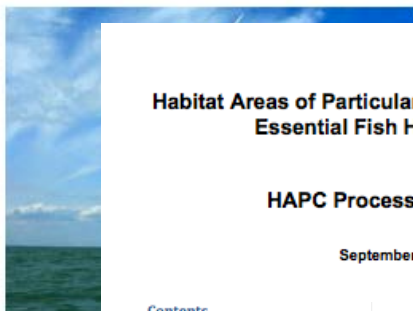 Habitat Areas of Particular
Essential Fish H
HAPC Process
September
Contents